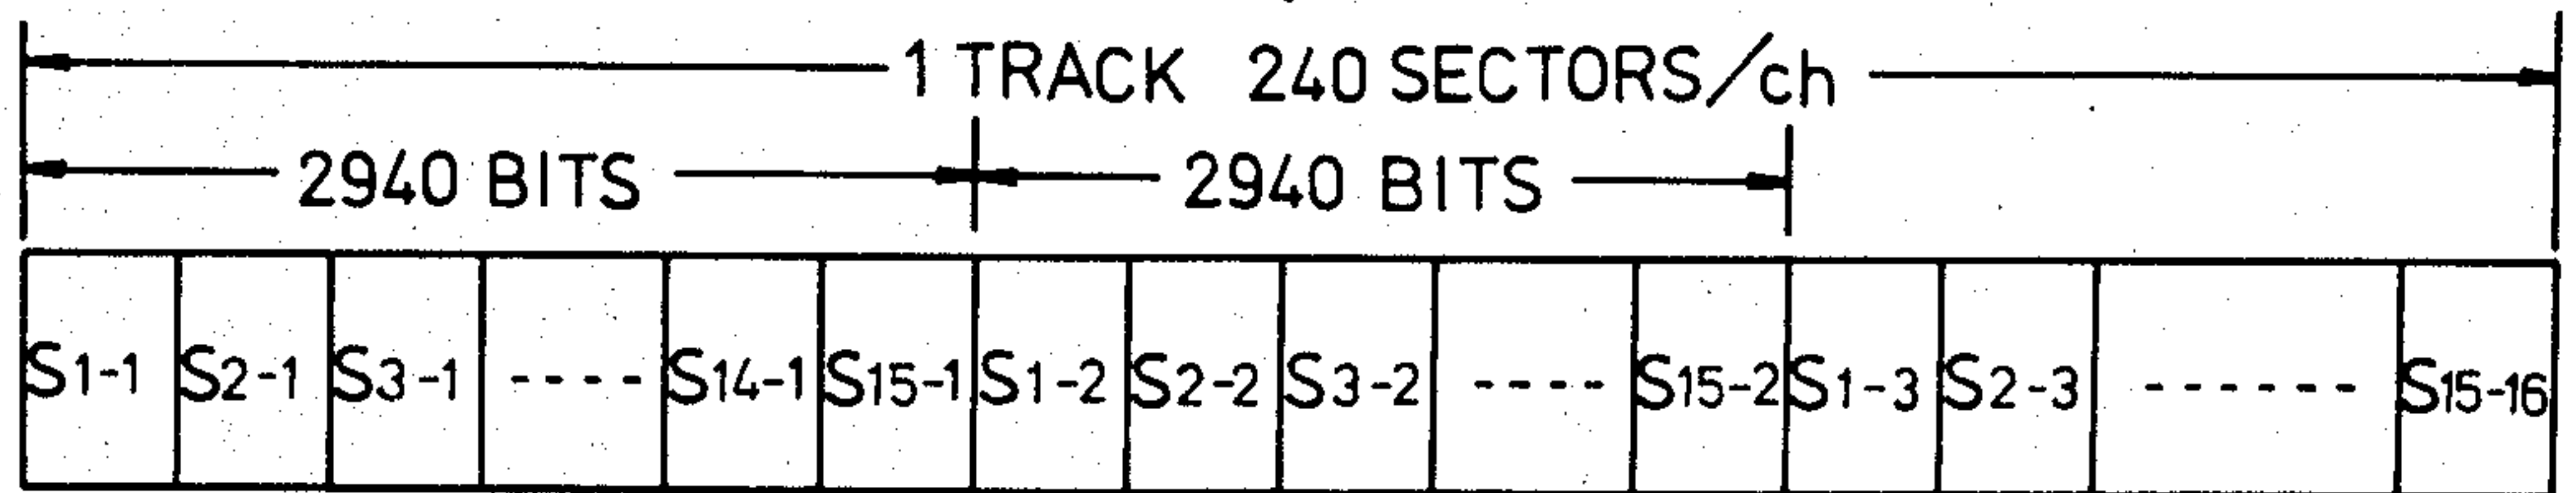 1 TRACK 240 SECTORS/ch
2940 BITS 2940 BITS
S1-1 S2-1 S3-1 ---- S14-1 S15-1 S1-2 S2-2 S3-2 ---- S15-2 S1-3 S2-3 ------ S15-16